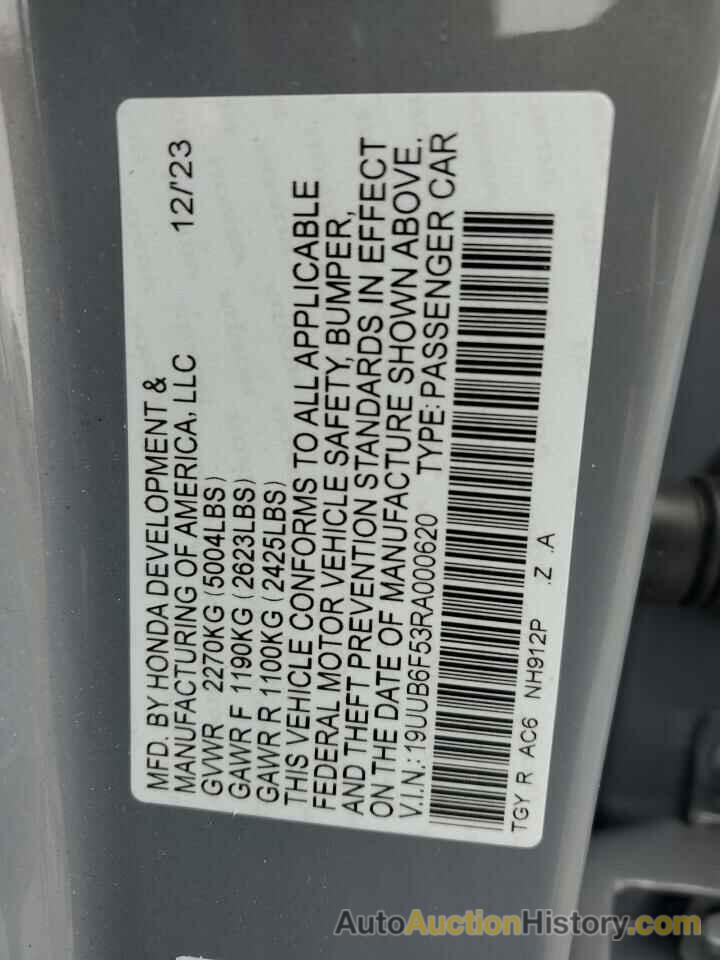 MFD. BY HONDA DEVELOPMENT &
MANUFACTURING OF AMERICA, LLC 12/'23
GVWR 2270KG (5004LBS)
GAWR F 1190KG (2623LBS)
GAWR R 1100KG (2425LBS)
THIS VEHICLE CONFORMS TO ALL APPLICABLE
FEDERAL MOTOR VEHICLE SAFETY, BUMPER,
AND THEFT PREVENTION STANDARDS IN EFFECT
ON THE DATE OF MANUFACTURE SHOWN ABOVE.
V.I.N.: 19UUB6F53RA000620 TYPE: PASSENGER CAR
TGY R AC6 NH912P .Z .A
AutoAuctionHistory.com